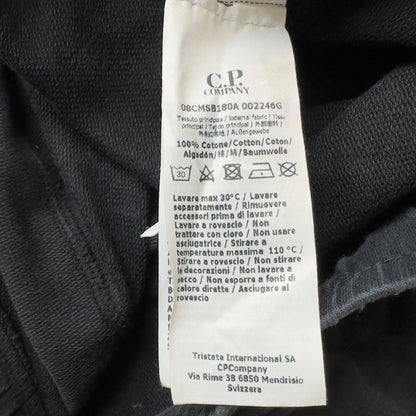 C.P.
COMPANY
08CMSB180A 002246G
Tessuto principale / External fabric / Tissu
principal / Tejido principal /
/ Außengewebe
100% Cotone/Cotton/Coton/
Algodón/棉/綿/Baumwolle
30
Lavare max 30°C / Lavare
separatamente / Rimuovere
accessori prima di lavare /
Lavare a rovescio / Non
trattare con cloro / Non usare
asciugatrice / Stirare a
temperatura massima 110 °C /
Stirare a rovescio / Non stirare
le decorazioni / Non lavare a
secco / Non esporre a fonti di
calore dirette / Asciugare al
rovescio
Tristate International SA
CPCompany
Via Rime 38 6850 Mendrisio
Svizzera